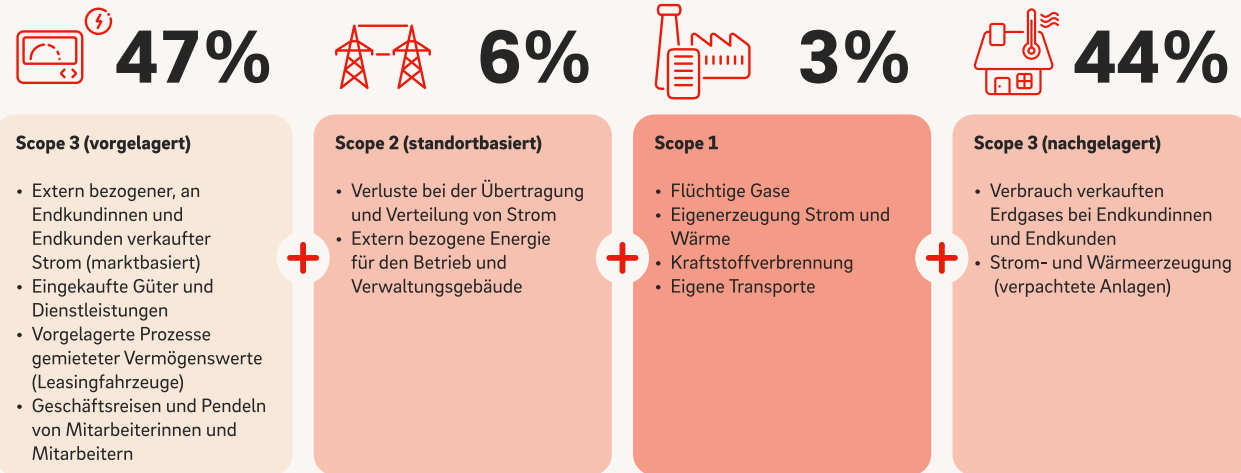 47%
Scope 3 (vorgelagert)
• Extern bezogener, an
Endkundinnen und
Endkunden verkaufter
Strom (marktbasiert)
• Eingekaufte Güter und
Dienstleistungen
• Vorgelagerte Prozesse
gemieteter Vermögenswerte
(Leasingfahrzeuge)
• Geschäftsreisen und Pendeln
von Mitarbeiterinnen und
Mitarbeitern
+
6%
Scope 2 (standortbasiert)
• Verluste bei der Übertragung
und Verteilung von Strom
• Extern bezogene Energie
für den Betrieb und
Verwaltungsgebäude
+
3%
Scope 1
• Flüchtige Gase
• Eigenerzeugung Strom und
Wärme
• Kraftstoffverbrennung
• Eigene Transporte
+
44%
Scope 3 (nachgelagert)
• Verbrauch verkauften
Erdgases bei Endkundinnen
und Endkunden
• Strom- und Wärmeerzeugung
(verpachtete Anlagen)